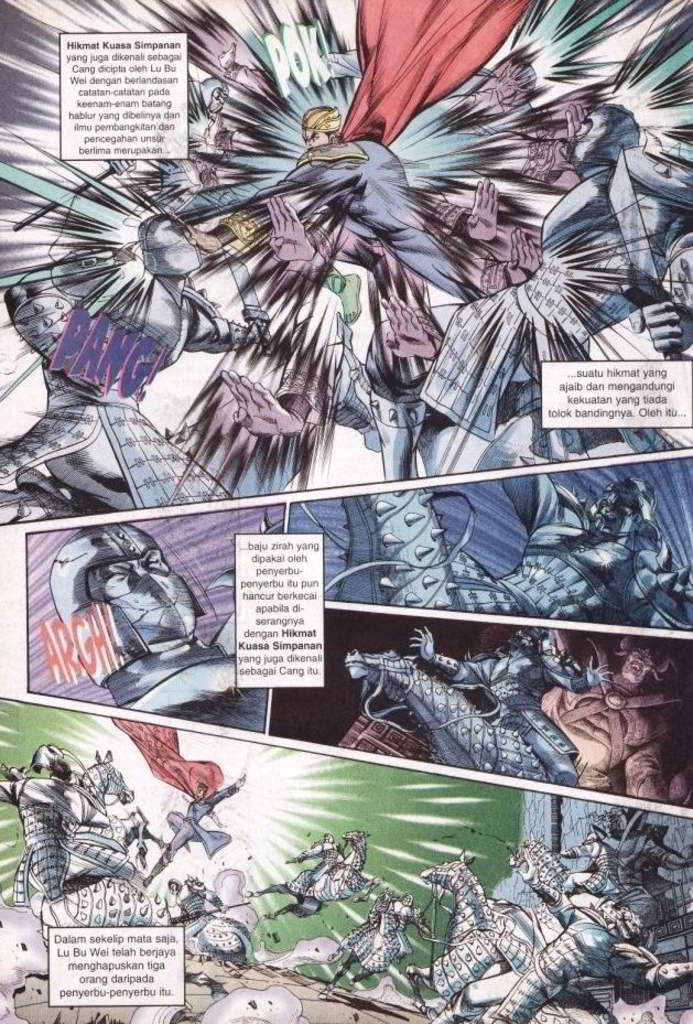 Hikmat Kuasa Simpanan
yang juga dikenali sebagai
Cang dicipta oleh Lu Bu
Wei dengan berlandasan
catatan-catatan pada
keenam-enam batang
hablur yang dibelinya dan
ilmu pembangkitan dan
pencegahan unsur
berlima merupakan...
POK!
PANG!
...suatu hikmat yang
ajaib dan mengandungi
kekuatan yang tiada
tolok bandingnya. Oleh itu...
ARGH!
...baju zirah yang
dipakai oleh
penyerbu-
penyerbu itu pun
hancur berkecai
apabila di-
serangnya
dengan Hikmat
Kuasa Simpanan
yang juga dikenali
sebagai Cang itu.
Dalam sekelip mata saja,
Lu Bu Wei telah berjaya
menghapuskan tiga
orang daripada
penyerbu-penyerbu itu.